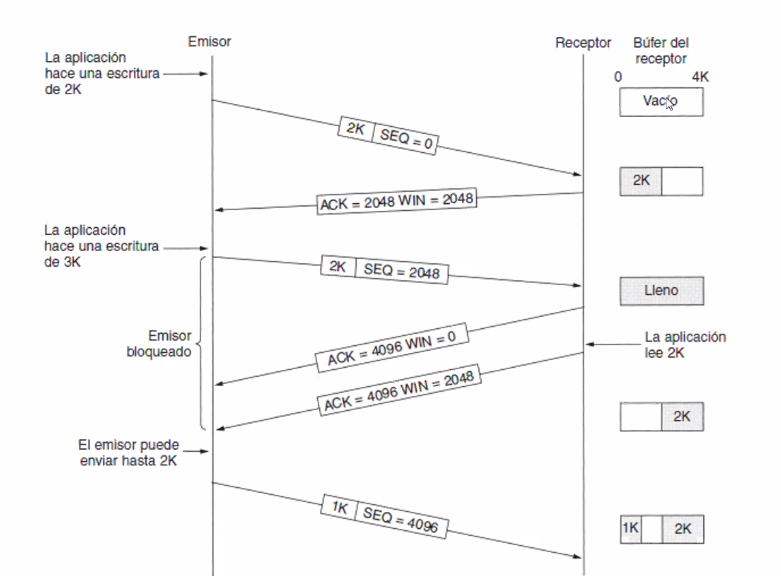 Emisor
Receptor
Búfer del
receptor
0
4K
La aplicación
hace una escritura
de 2K
Vacío
2K
SEQ = 0
2K
ACK = 2048 WIN = 2048
La aplicación
hace una escritura
de 3K
2K
SEQ = 2048
Lleno
Emisor
bloqueado
ACK = 4096 WIN = 0
La aplicación
lee 2K
ACK = 4096 WIN = 2048
2K
El emisor puede
enviar hasta 2K
1K
SEQ = 4096
1K
2K